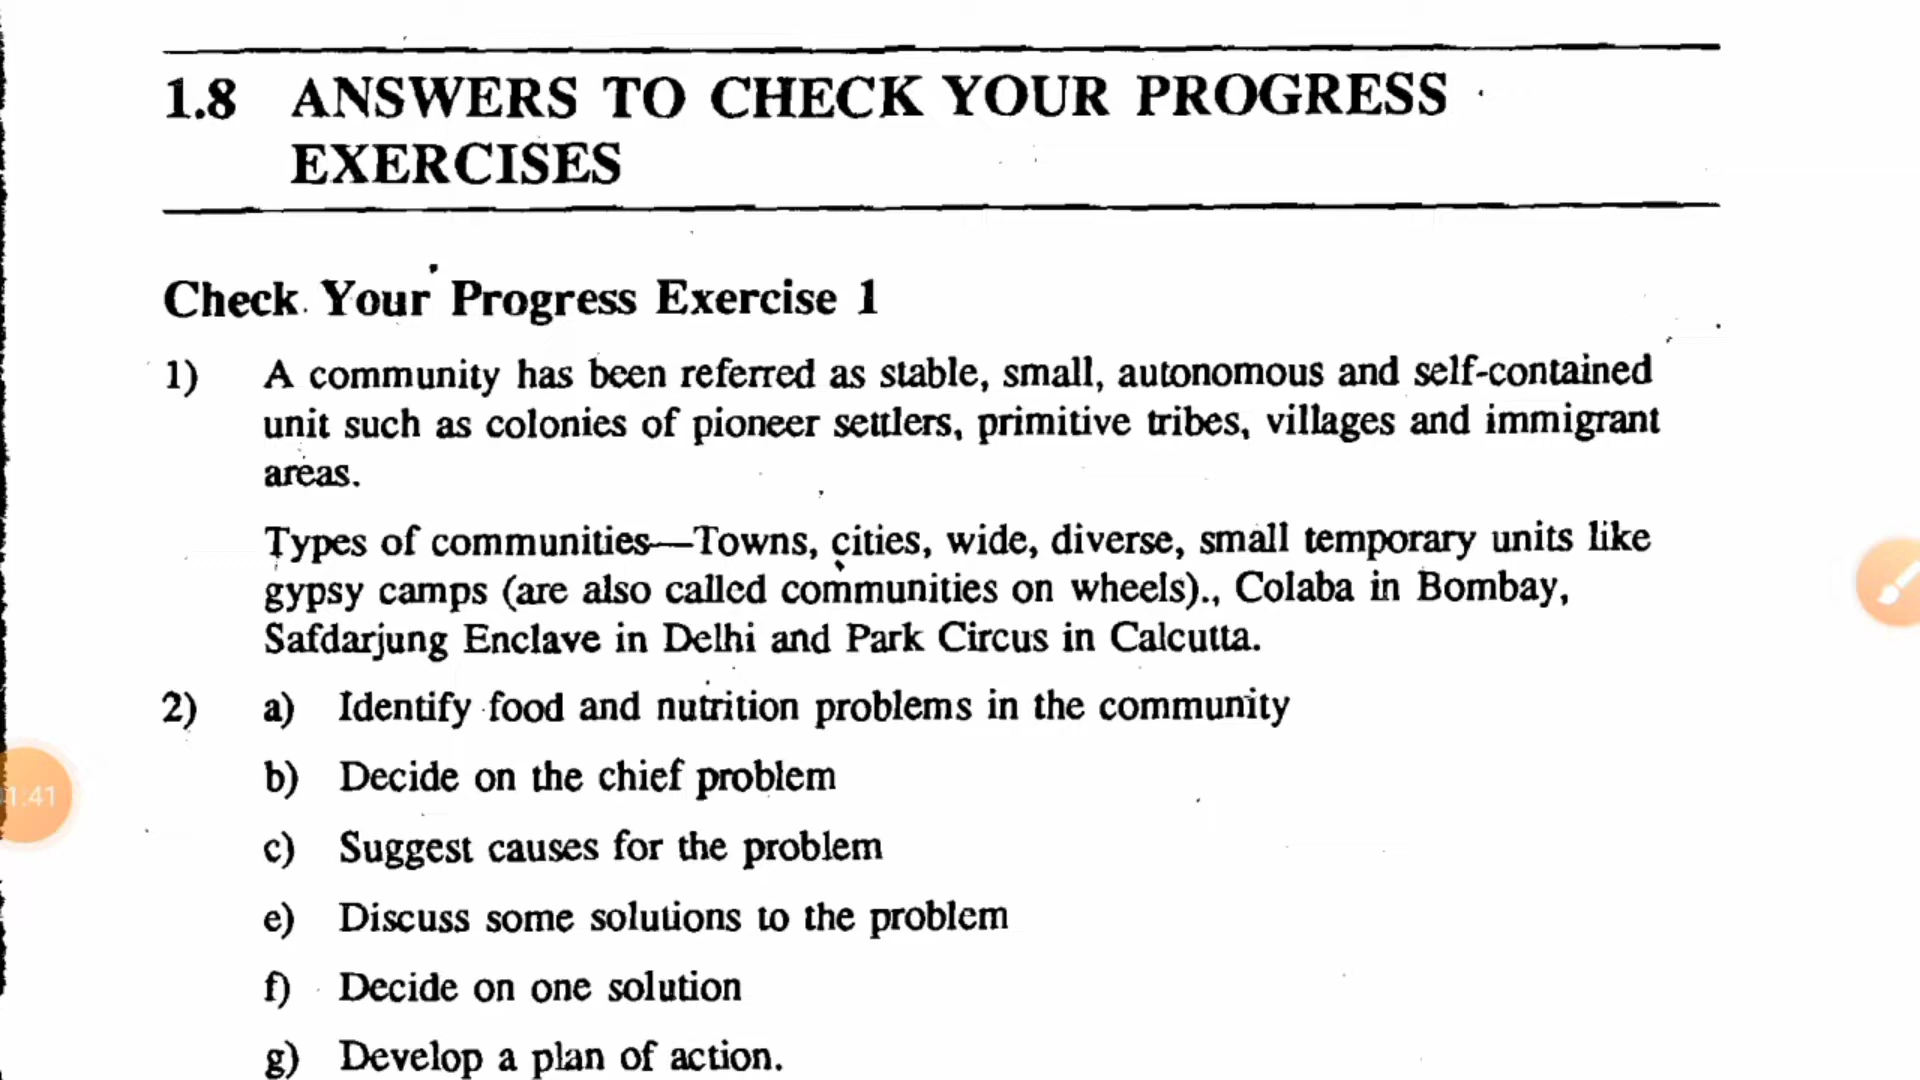 1.8 ANSWERS TO CHECK YOUR PROGRESS
EXERCISES
Check Your Progress Exercise 1
1) A community has been referred as stable, small, autonomous and self-contained
unit such as colonies of pioneer settlers, primitive tribes, villages and immigrant
areas.
Types of communities—Towns, cities, wide, diverse, small temporary units like
gypsy camps (are also called communities on wheels)., Colaba in Bombay,
Safdarjung Enclave in Delhi and Park Circus in Calcutta.
2) a) Identify food and nutrition problems in the community
b) Decide on the chief problem
1:41
c) Suggest causes for the problem
e) Discuss some solutions to the problem
f) Decide on one solution
g) Develop a plan of action.